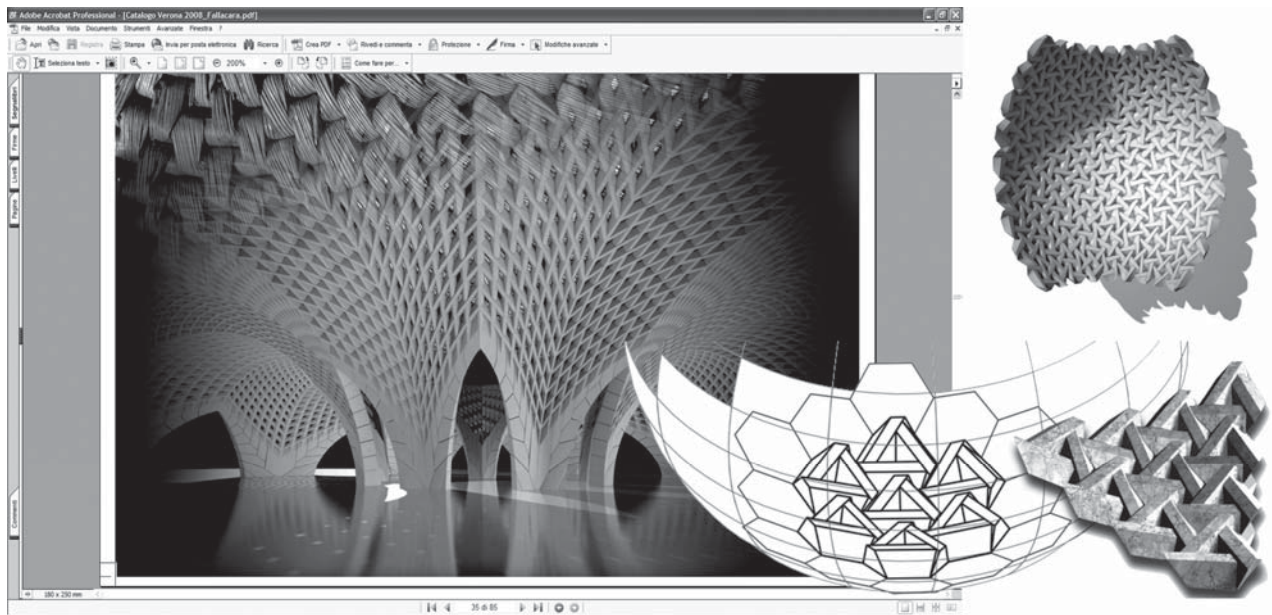 Adobe Acrobat Professional - [Catalogo Verona 2008_Fallacara.pdf]
File Modifica Vista Documento Strumenti Avanzate Finestra ?
Apri Registra Stampa Invia per posta elettronica Ricerca Crea PDF Rivedi e commenta Protezione Firma Modifiche avanzate
Seleziona testo 200% Come fare per...
Segnalibri
Firme
Livelli
Pagine
Commenti
180 x 250 mm
35 di 85